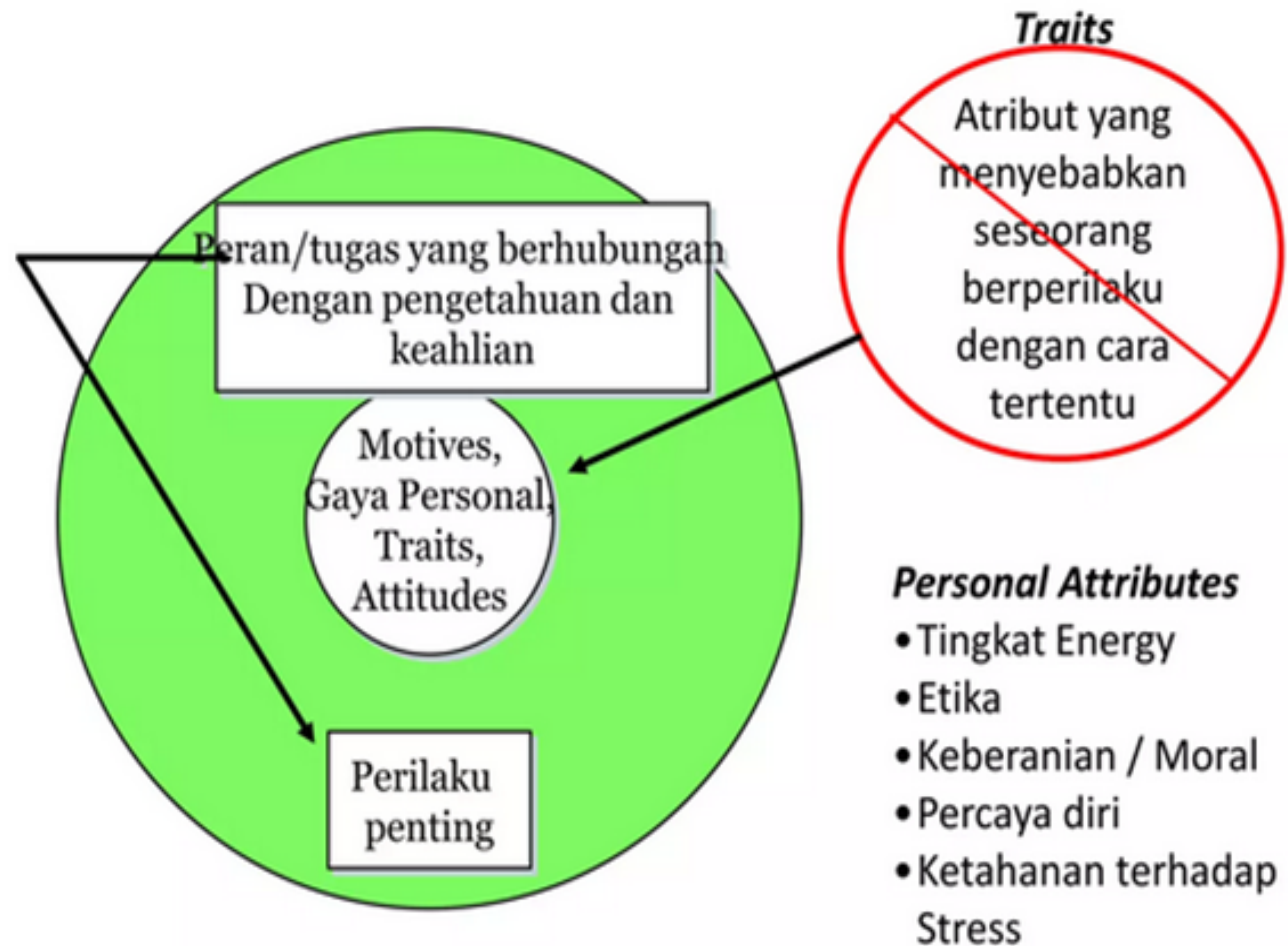 Traits
Atribut yang
menyebabkan
seseorang
berperilaku
dengan cara
tertentu
Peran/tugas yang berhubungan
Dengan pengetahuan dan
keahlian
Motives,
Gaya Personal,
Traits,
Attitudes
Perilaku
penting
Personal Attributes
•Tingkat Energy
•Etika
•Keberanian / Moral
•Percaya diri
•Ketahanan terhadap
Stress